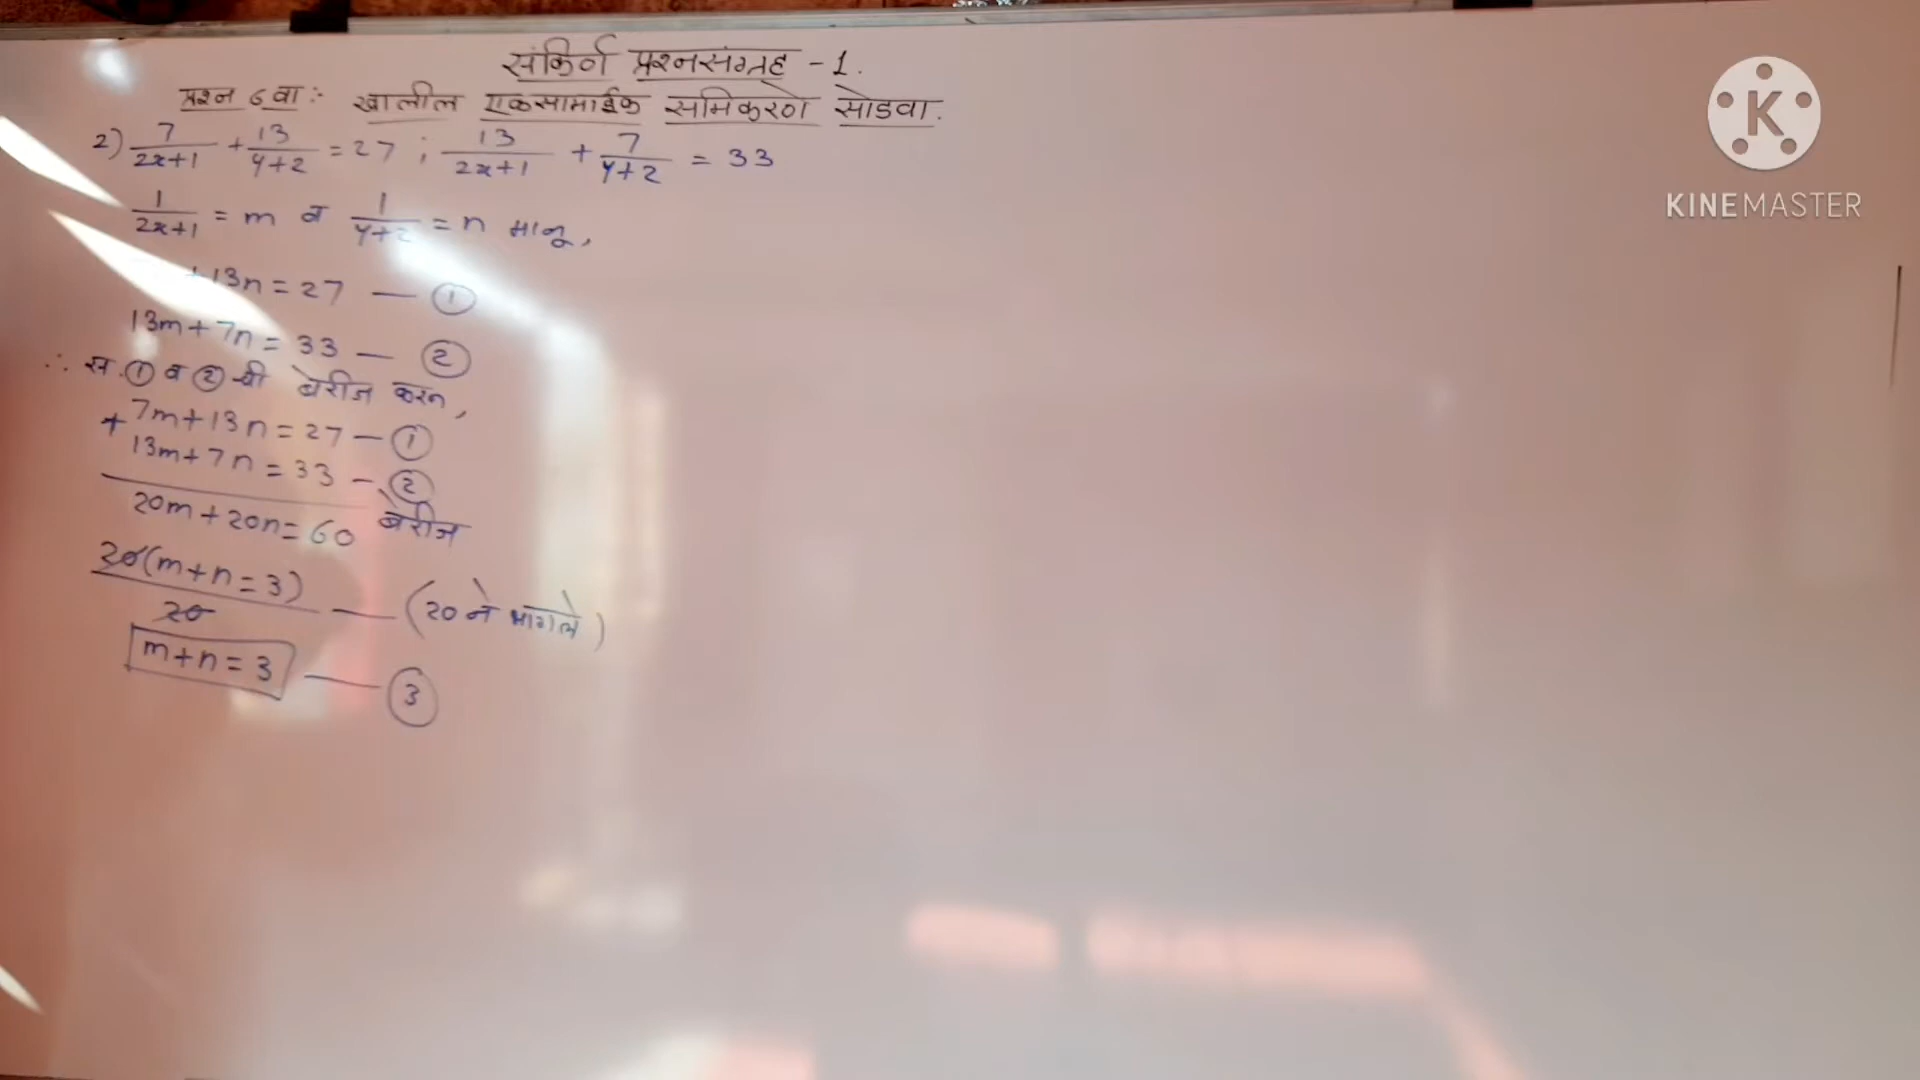 संकिर्ण प्रश्नसंग्रह - 1.
प्रश्न 6 वा :- खालील एकसामाईक समिकरणे सोडवा.
2) 7/(2x+1) + 13/(y+2) = 27 ; 13/(2x+1) + 7/(y+2) = 33
1/(2x+1) = m व 1/(y+2) = n मानू,
+ 13n = 27 — ①
13m + 7n = 33 — ②
∴ स. ① व ② ची बेरीज करून,
7m + 13n = 27 — ①
+ 13m + 7n = 33 — ②
20m + 20n = 60 बेरीज
20(m+n = 3)/20 — (20 ने भागले)
m+n = 3 — ③
K
KINEMASTER